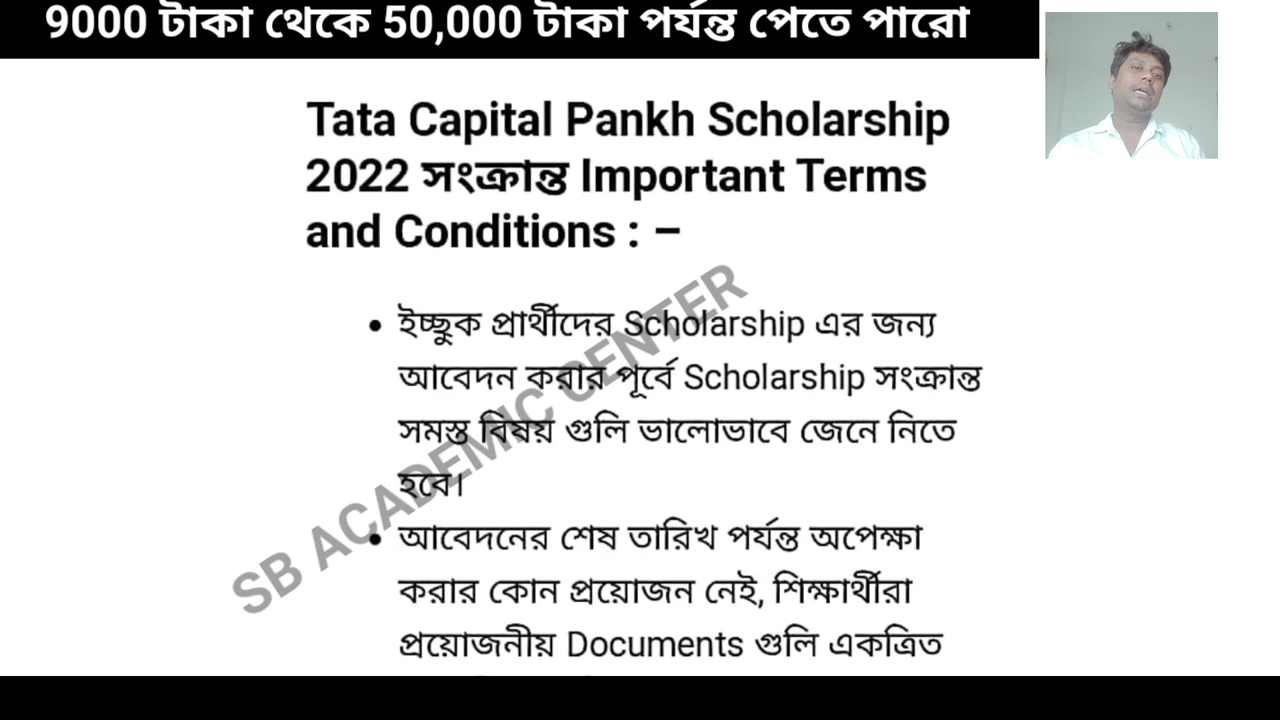 9000 টাকা থেকে 50,000 টাকা পর্যন্ত পেতে পারো
Tata Capital Pankh Scholarship
2022 সংক্রান্ত Important Terms
and Conditions : –
• ইচ্ছুক প্রার্থীদের Scholarship এর জন্য
আবেদন করার পূর্বে Scholarship সংক্রান্ত
সমস্ত বিষয় গুলি ভালোভাবে জেনে নিতে
হবে।
• আবেদনের শেষ তারিখ পর্যন্ত অপেক্ষা
করার কোন প্রয়োজন নেই, শিক্ষার্থীরা
প্রয়োজনীয় Documents গুলি একত্রিত
SB ACADEMIC CENTER